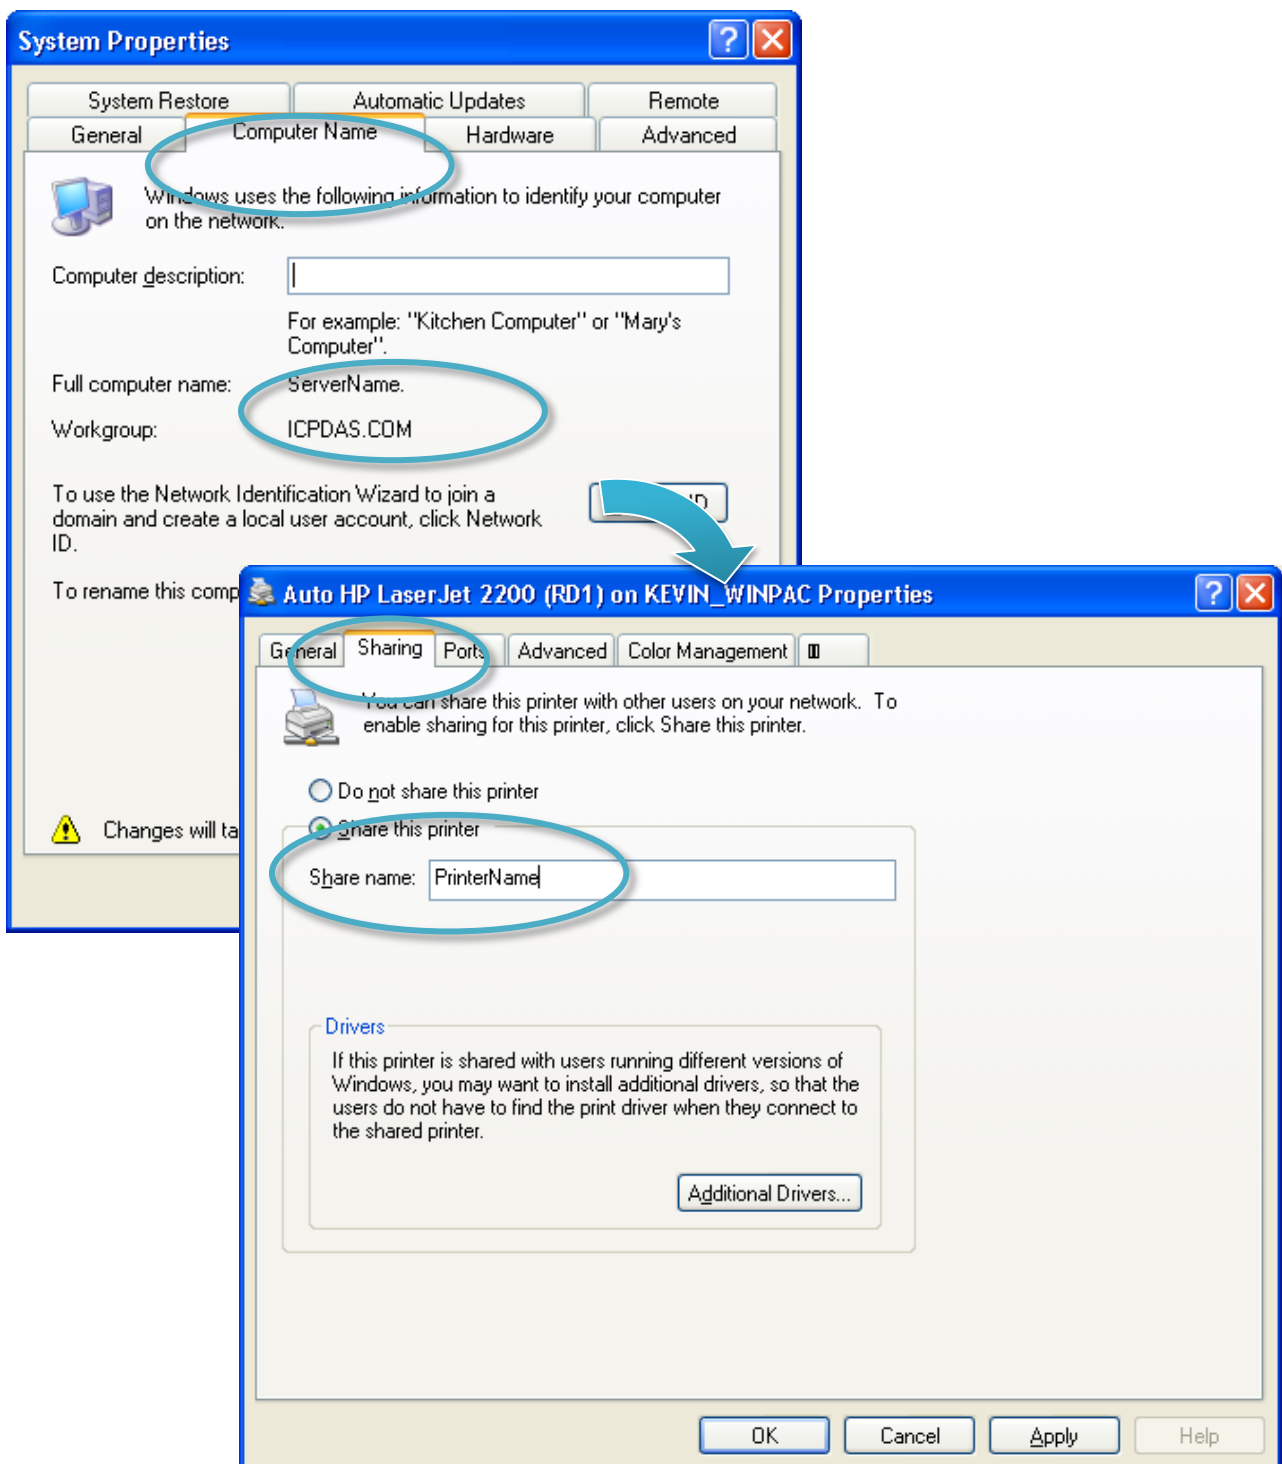 System Properties
System Restore
Automatic Updates
Remote
General
Computer Name
Hardware
Advanced
Windows uses the following information to identify your computer
on the network.
Computer description:
For example: "Kitchen Computer" or "Mary's
Computer".
Full computer name:
ServerName.
Workgroup:
ICPDAS.COM
To use the Network Identification Wizard to join a
domain and create a local user account, click Network
ID.
To rename this comp
Changes will ta
Auto HP LaserJet 2200 (RD1) on KEVIN_WINPAC Properties
General
Sharing
Ports
Advanced
Color Management
You can share this printer with other users on your network. To
enable sharing for this printer, click Share this printer.
Do not share this printer
Share this printer
Share name:
PrinterName
Drivers
If this printer is shared with users running different versions of
Windows, you may want to install additional drivers, so that the
users do not have to find the print driver when they connect to
the shared printer.
Additional Drivers...
OK
Cancel
Apply
Help